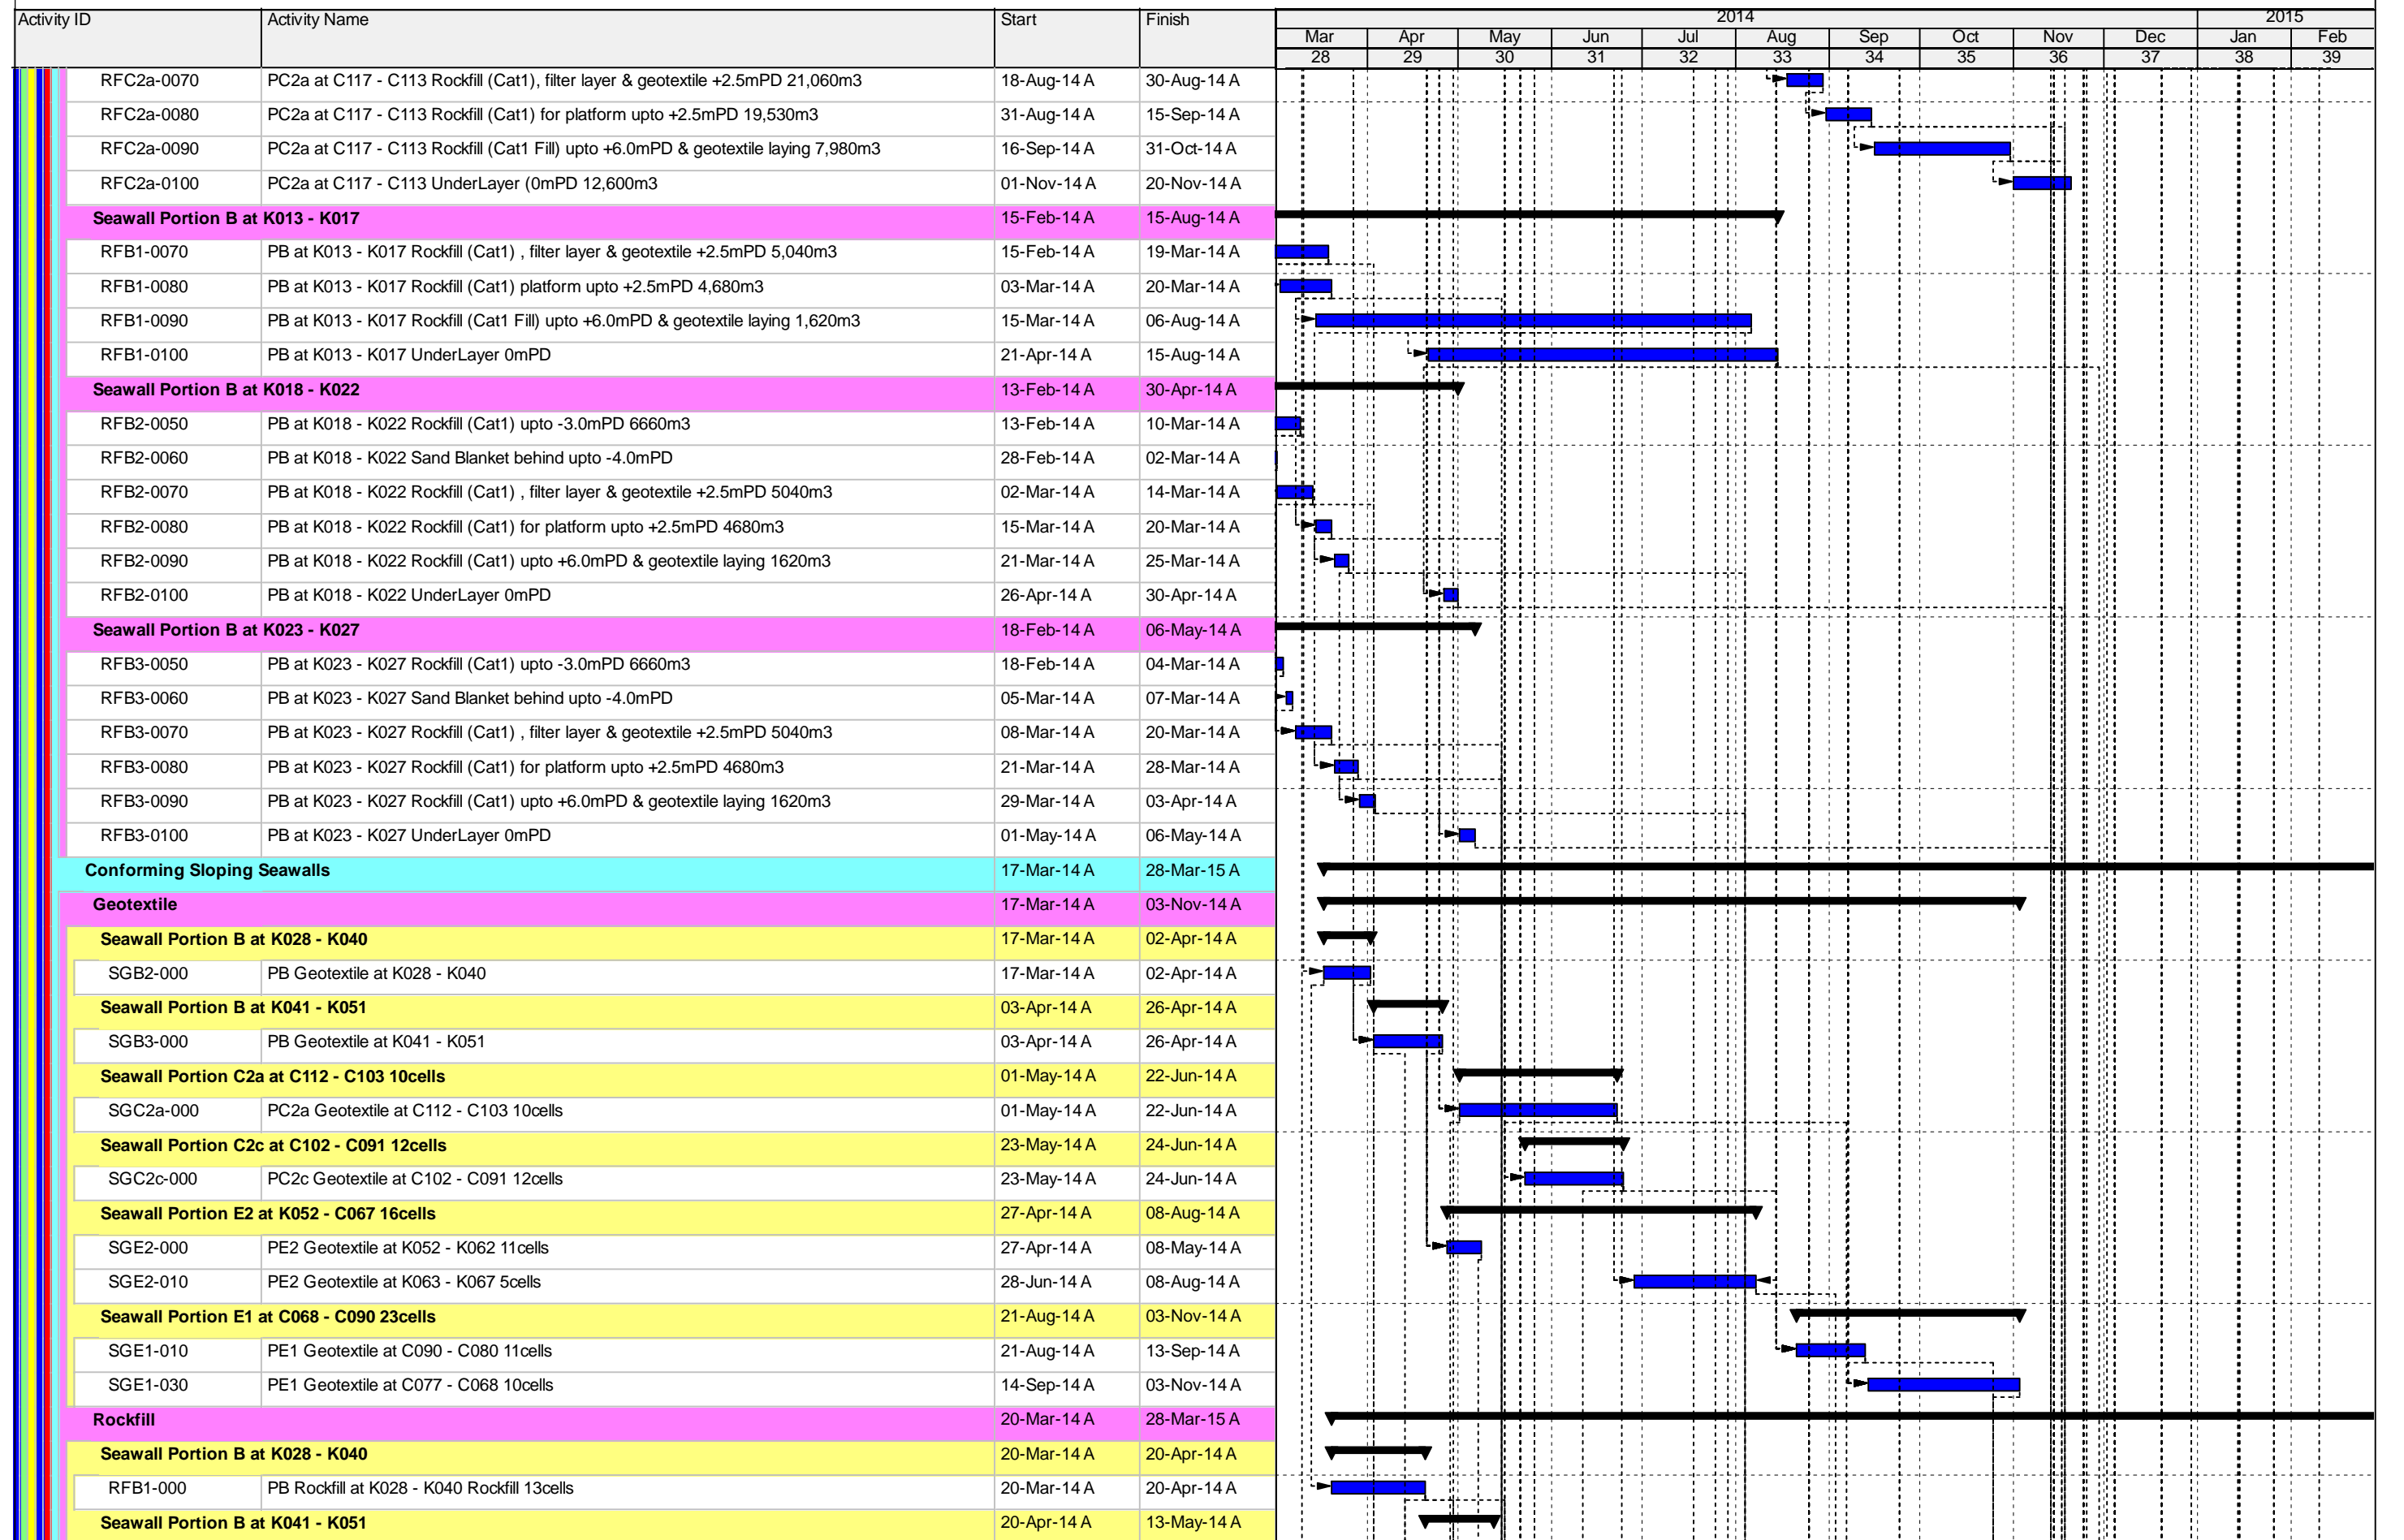 Activity ID Activity Name Start Finish 2014 2015
Mar Apr May Jun Jul Aug Sep Oct Nov Dec Jan Feb
28 29 30 31 32 33 34 35 36 37 38 39
RFC2a-0070 PC2a at C117 - C113 Rockfill (Cat1), filter layer & geotextile +2.5mPD 21,060m3 18-Aug-14 A 30-Aug-14 A
RFC2a-0080 PC2a at C117 - C113 Rockfill (Cat1) for platform upto +2.5mPD 19,530m3 31-Aug-14 A 15-Sep-14 A
RFC2a-0090 PC2a at C117 - C113 Rockfill (Cat1 Fill) upto +6.0mPD & geotextile laying 7,980m3 16-Sep-14 A 31-Oct-14 A
RFC2a-0100 PC2a at C117 - C113 UnderLayer (0mPD 12,600m3 01-Nov-14 A 20-Nov-14 A
Seawall Portion B at K013 - K017 15-Feb-14 A 15-Aug-14 A
RFB1-0070 PB at K013 - K017 Rockfill (Cat1) , filter layer & geotextile +2.5mPD 5,040m3 15-Feb-14 A 19-Mar-14 A
RFB1-0080 PB at K013 - K017 Rockfill (Cat1) platform upto +2.5mPD 4,680m3 03-Mar-14 A 20-Mar-14 A
RFB1-0090 PB at K013 - K017 Rockfill (Cat1 Fill) upto +6.0mPD & geotextile laying 1,620m3 15-Mar-14 A 06-Aug-14 A
RFB1-0100 PB at K013 - K017 UnderLayer 0mPD 21-Apr-14 A 15-Aug-14 A
Seawall Portion B at K018 - K022 13-Feb-14 A 30-Apr-14 A
RFB2-0050 PB at K018 - K022 Rockfill (Cat1) upto -3.0mPD 6660m3 13-Feb-14 A 10-Mar-14 A
RFB2-0060 PB at K018 - K022 Sand Blanket behind upto -4.0mPD 28-Feb-14 A 02-Mar-14 A
RFB2-0070 PB at K018 - K022 Rockfill (Cat1) , filter layer & geotextile +2.5mPD 5040m3 02-Mar-14 A 14-Mar-14 A
RFB2-0080 PB at K018 - K022 Rockfill (Cat1) for platform upto +2.5mPD 4680m3 15-Mar-14 A 20-Mar-14 A
RFB2-0090 PB at K018 - K022 Rockfill (Cat1) upto +6.0mPD & geotextile laying 1620m3 21-Mar-14 A 25-Mar-14 A
RFB2-0100 PB at K018 - K022 UnderLayer 0mPD 26-Apr-14 A 30-Apr-14 A
Seawall Portion B at K023 - K027 18-Feb-14 A 06-May-14 A
RFB3-0050 PB at K023 - K027 Rockfill (Cat1) upto -3.0mPD 6660m3 18-Feb-14 A 04-Mar-14 A
RFB3-0060 PB at K023 - K027 Sand Blanket behind upto -4.0mPD 05-Mar-14 A 07-Mar-14 A
RFB3-0070 PB at K023 - K027 Rockfill (Cat1) , filter layer & geotextile +2.5mPD 5040m3 08-Mar-14 A 20-Mar-14 A
RFB3-0080 PB at K023 - K027 Rockfill (Cat1) for platform upto +2.5mPD 4680m3 21-Mar-14 A 28-Mar-14 A
RFB3-0090 PB at K023 - K027 Rockfill (Cat1) upto +6.0mPD & geotextile laying 1620m3 29-Mar-14 A 03-Apr-14 A
RFB3-0100 PB at K023 - K027 UnderLayer 0mPD 01-May-14 A 06-May-14 A
Conforming Sloping Seawalls 17-Mar-14 A 28-Mar-15 A
Geotextile 17-Mar-14 A 03-Nov-14 A
Seawall Portion B at K028 - K040 17-Mar-14 A 02-Apr-14 A
SGB2-000 PB Geotextile at K028 - K040 17-Mar-14 A 02-Apr-14 A
Seawall Portion B at K041 - K051 03-Apr-14 A 26-Apr-14 A
SGB3-000 PB Geotextile at K041 - K051 03-Apr-14 A 26-Apr-14 A
Seawall Portion C2a at C112 - C103 10cells 01-May-14 A 22-Jun-14 A
SGC2a-000 PC2a Geotextile at C112 - C103 10cells 01-May-14 A 22-Jun-14 A
Seawall Portion C2c at C102 - C091 12cells 23-May-14 A 24-Jun-14 A
SGC2c-000 PC2c Geotextile at C102 - C091 12cells 23-May-14 A 24-Jun-14 A
Seawall Portion E2 at K052 - C067 16cells 27-Apr-14 A 08-Aug-14 A
SGE2-000 PE2 Geotextile at K052 - K062 11cells 27-Apr-14 A 08-May-14 A
SGE2-010 PE2 Geotextile at K063 - K067 5cells 28-Jun-14 A 08-Aug-14 A
Seawall Portion E1 at C068 - C090 23cells 21-Aug-14 A 03-Nov-14 A
SGE1-010 PE1 Geotextile at C090 - C080 11cells 21-Aug-14 A 13-Sep-14 A
SGE1-030 PE1 Geotextile at C077 - C068 10cells 14-Sep-14 A 03-Nov-14 A
Rockfill 20-Mar-14 A 28-Mar-15 A
Seawall Portion B at K028 - K040 20-Mar-14 A 20-Apr-14 A
RFB1-000 PB Rockfill at K028 - K040 Rockfill 13cells 20-Mar-14 A 20-Apr-14 A
Seawall Portion B at K041 - K051 20-Apr-14 A 13-May-14 A